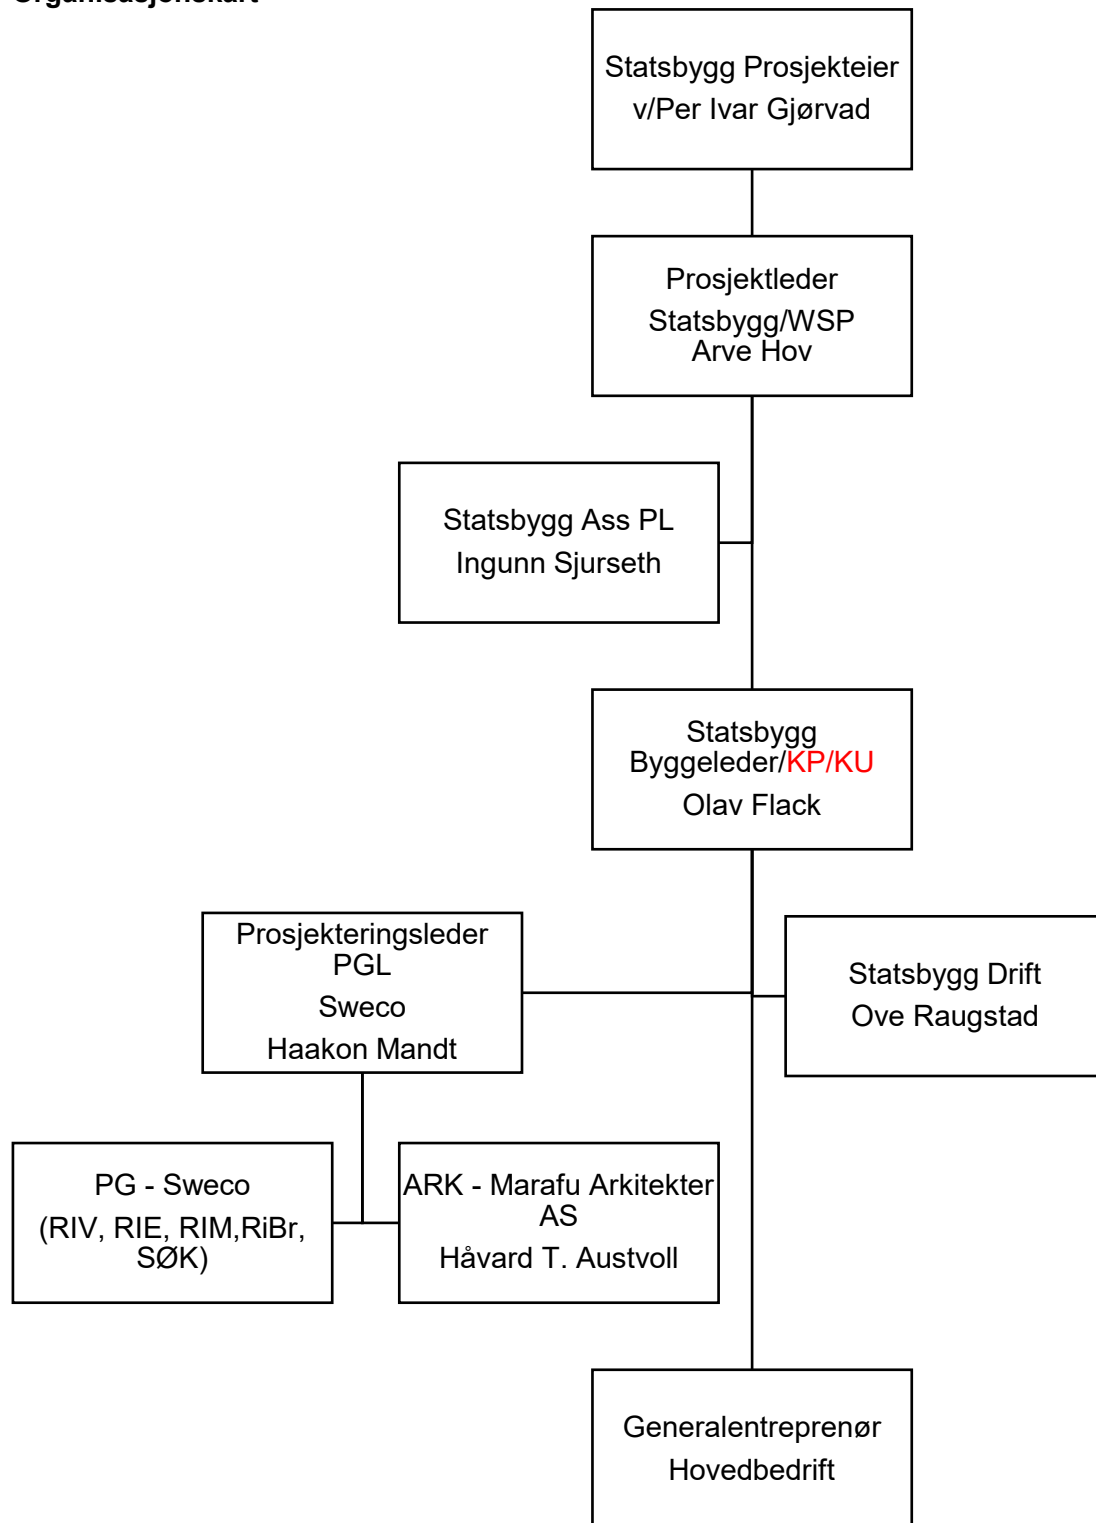 Organisasjonskart
Statsbygg Prosjekteier
v/Per Ivar Gjørvad
Prosjektleder
Statsbygg/WSP
Arve Hov
Statsbygg Ass PL
Ingunn Sjurseth
Statsbygg
Byggeleder/KP/KU
Olav Flack
Prosjekteringsleder
PGL
Sweco
Haakon Mandt
Statsbygg Drift
Ove Raugstad
PG - Sweco
(RIV, RIE, RIM,RiBr,
SØK)
ARK - Marafu Arkitekter
AS
Håvard T. Austvoll
Generalentreprenør
Hovedbedrift